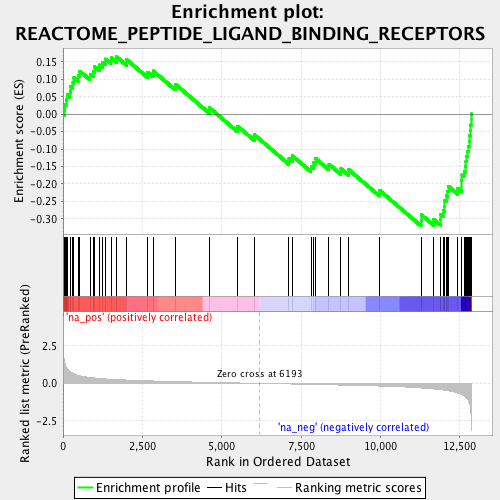 Enrichment plot:
REACTOME_PEPTIDE_LIGAND_BINDING_RECEPTORS
Enrichment score (ES)
0.15
0.10
0.05
0.00
-0.05
-0.10
-0.15
-0.20
-0.25
-0.30
'na_pos' (positively correlated)
Ranked list metric (PreRanked)
2.5
0.0
-2.5
Zero cross at 6193
'na_neg' (negatively correlated)
0
2,500
5,000
7,500
10,000
12,500
Rank in Ordered Dataset
Enrichment profile
Hits
Ranking metric scores